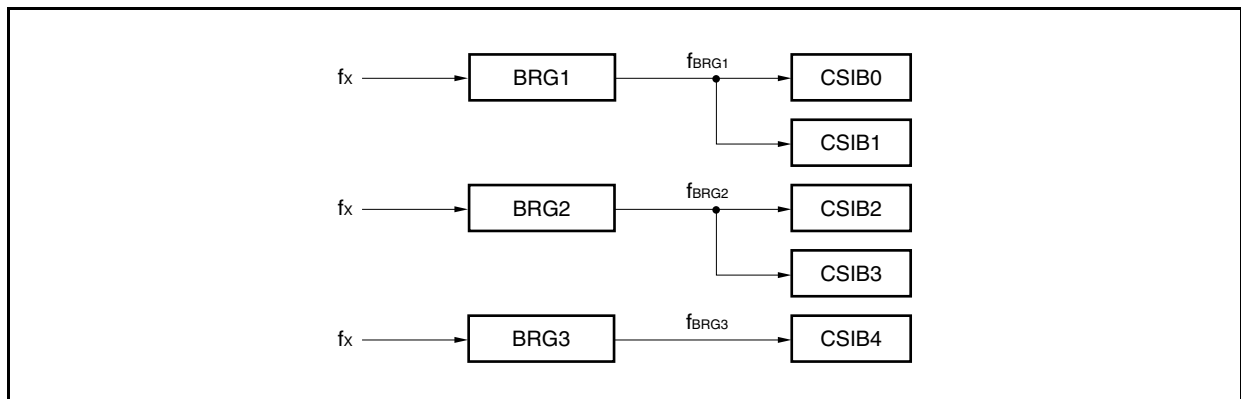 fX BRG1 fBRG1 CSIB0
CSIB1
fX BRG2 fBRG2 CSIB2
CSIB3
fX BRG3 fBRG3 CSIB4